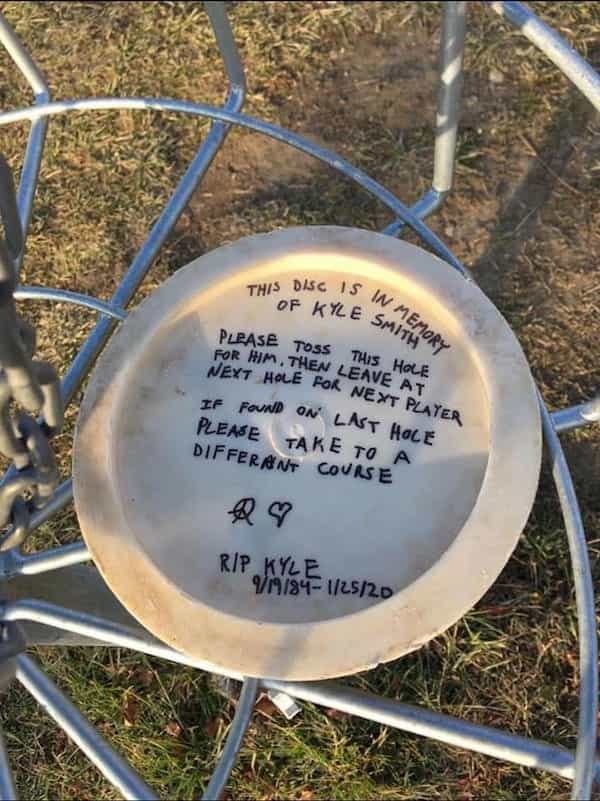 THIS DISC IS IN MEMORY
OF KYLE SMITH
PLEASE TOSS THIS HOLE
FOR HIM. THEN LEAVE AT
NEXT HOLE FOR NEXT PLAYER
IF FOUND ON LAST HOLE
PLEASE TAKE TO A
DIFFERANT COURSE
R/P KYLE
9/19/84-1/25/20